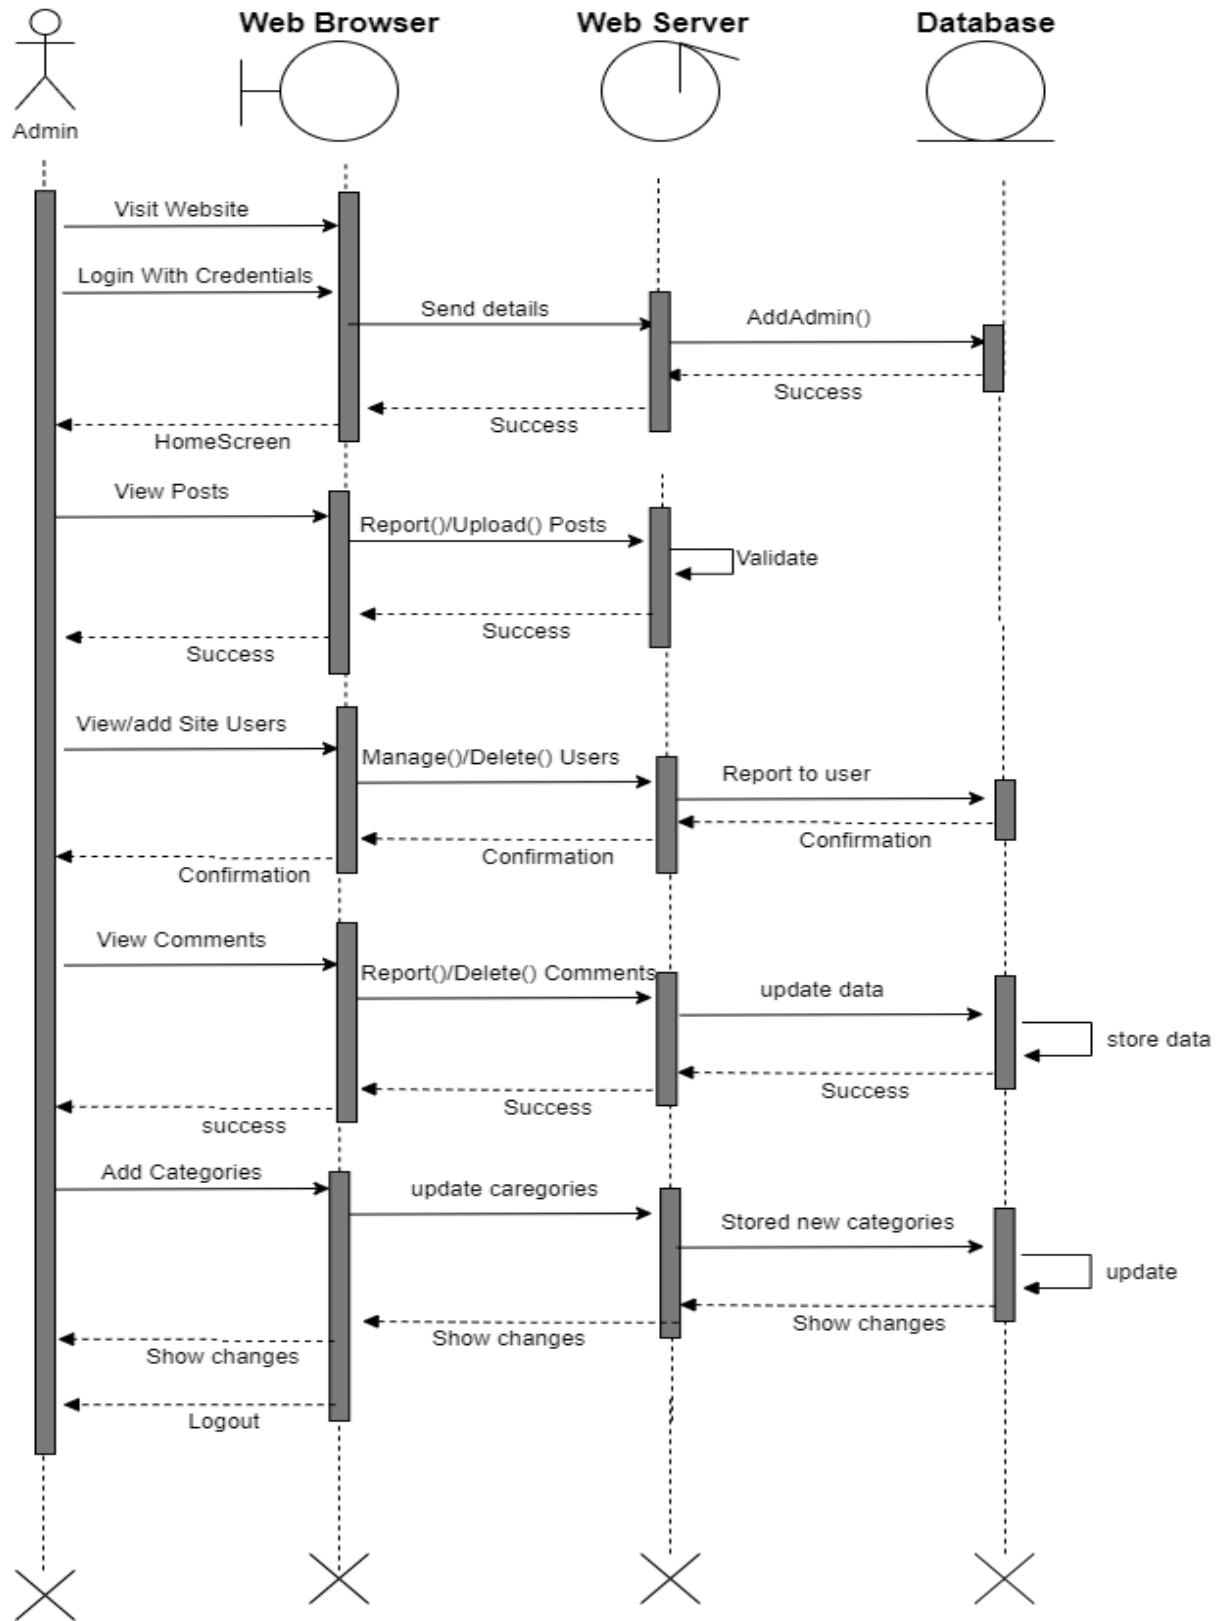 Web Browser
Web Server
Database
Admin
Visit Website
Login With Credentials
Send details
AddAdmin()
Success
Success
HomeScreen
View Posts
Report()/Upload() Posts
Validate
Success
Success
View/add Site Users
Manage()/Delete() Users
Report to user
Confirmation
Confirmation
Confirmation
View Comments
Report()/Delete() Comments
update data
store data
Success
Success
success
Add Categories
update caregories
Stored new categories
update
Show changes
Show changes
Show changes
Logout